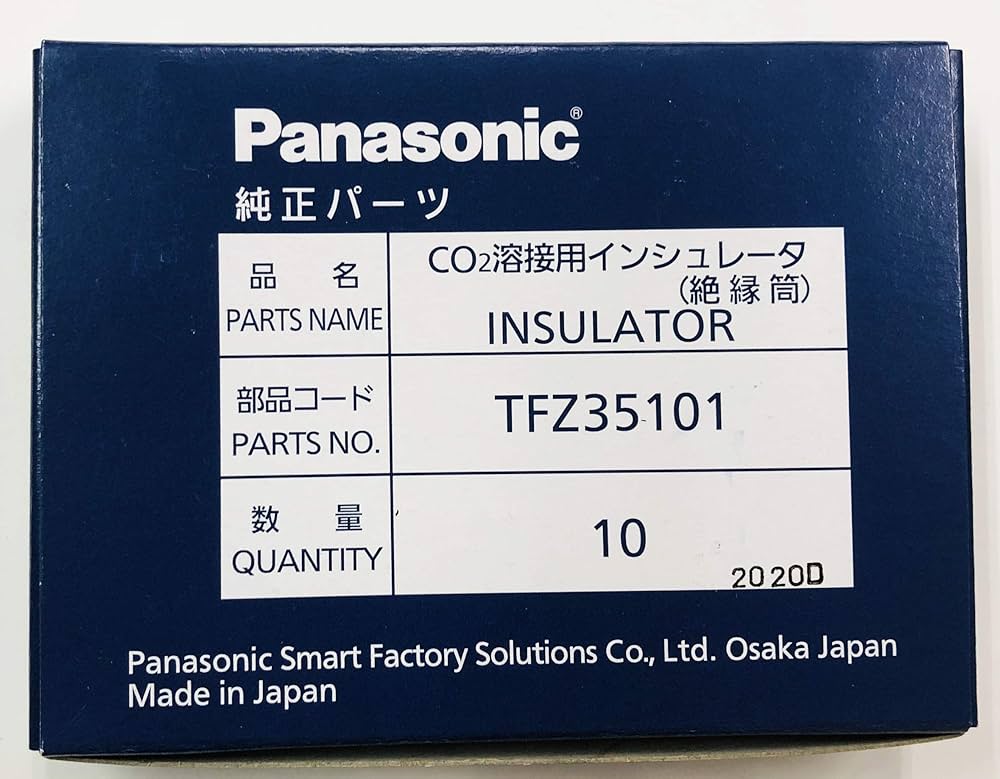 Panasonic®
純正パーツ
品 名
PARTS NAME
CO2溶接用インシュレータ
(絶縁筒)
INSULATOR
部品コード
PARTS NO.
TFZ35101
数 量
QUANTITY
10
2020D
Panasonic Smart Factory Solutions Co., Ltd. Osaka Japan
Made in Japan